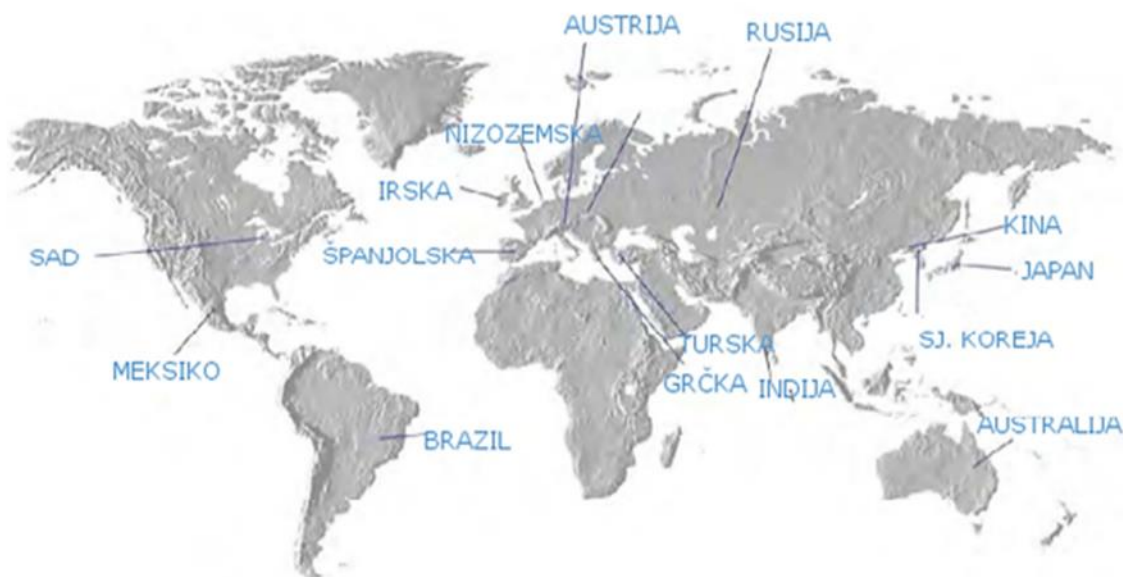 AUSTRIJA
RUSIJA
NIZOZEMSKA
IRSKA
KINA
SAD
ŠPANJOLSKA
JAPAN
SJ. KOREJA
TURSKA
MEKSIKO
GRČKA
INDIJA
AUSTRALIJA
BRAZIL